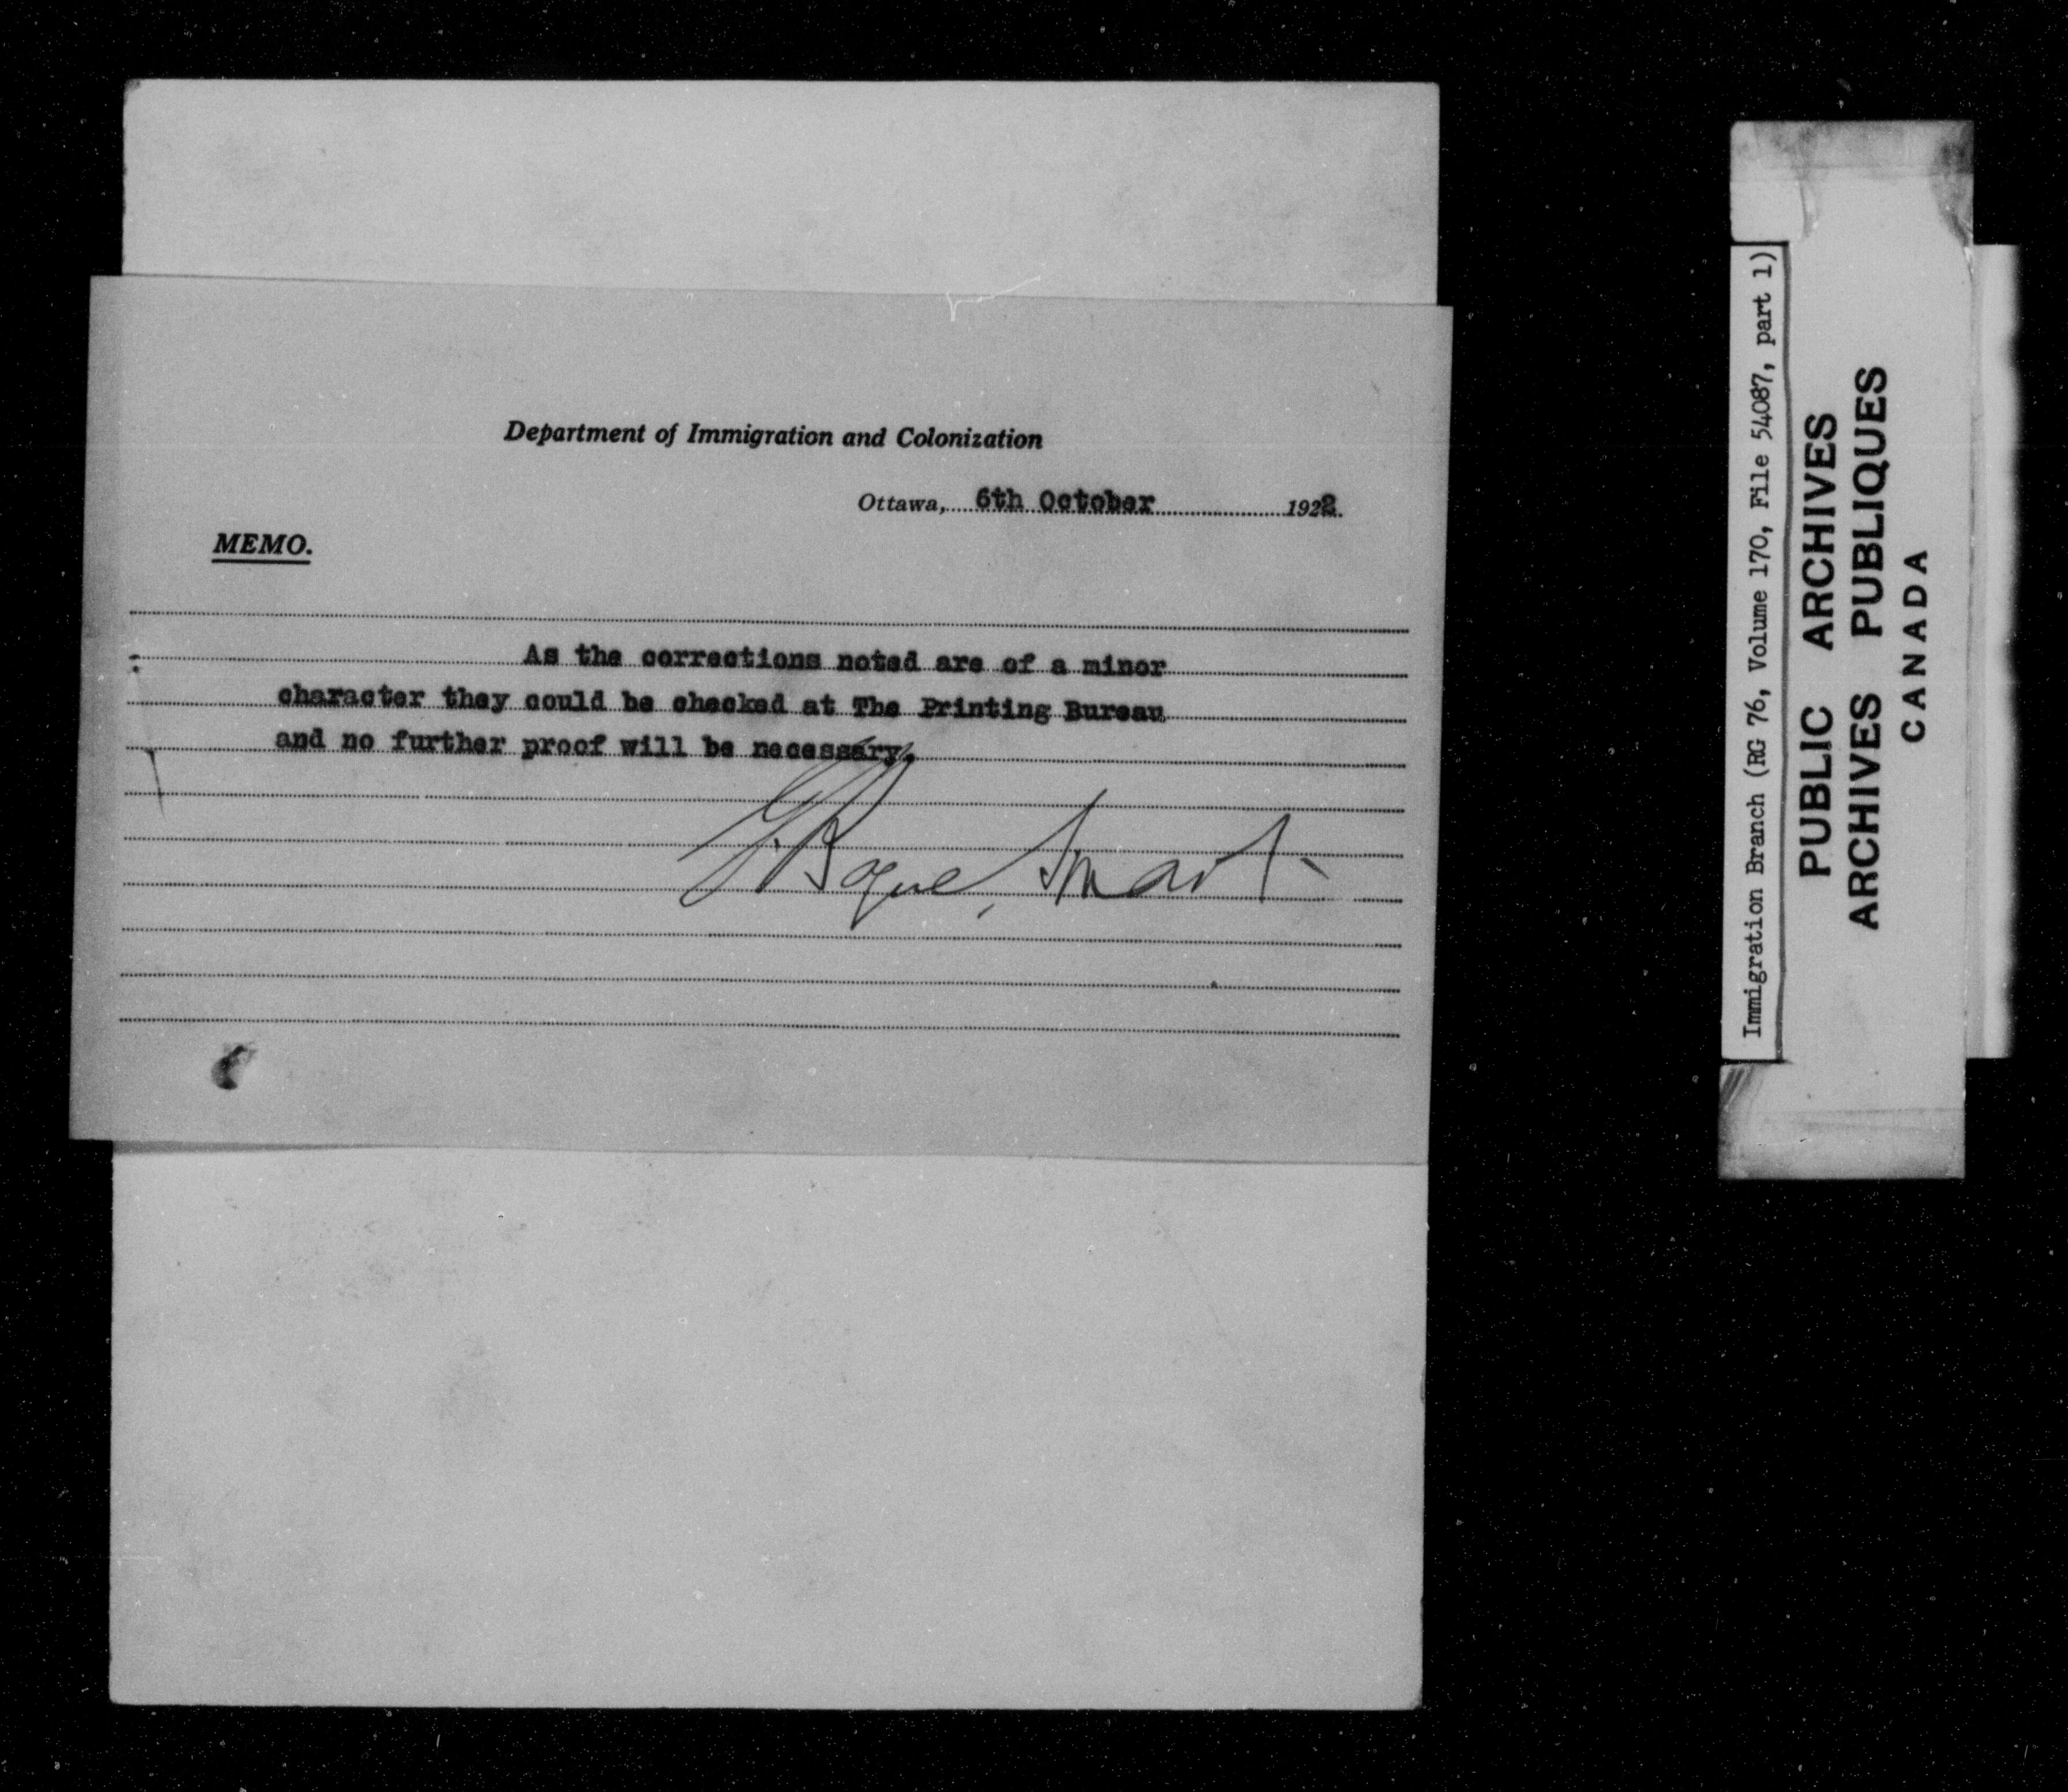 Department of Immigration and Colonization
Ottawa, 6th October 1922.
MEMO.
As the corrections noted are of a minor
character they could be checked at The Printing Bureau
and no further proof will be necessary.
G. Bogue Smart
Immigration Branch (RG 76, Volume 170, File 54087, part 1)
PUBLIC ARCHIVES
ARCHIVES PUBLIQUES
CANADA